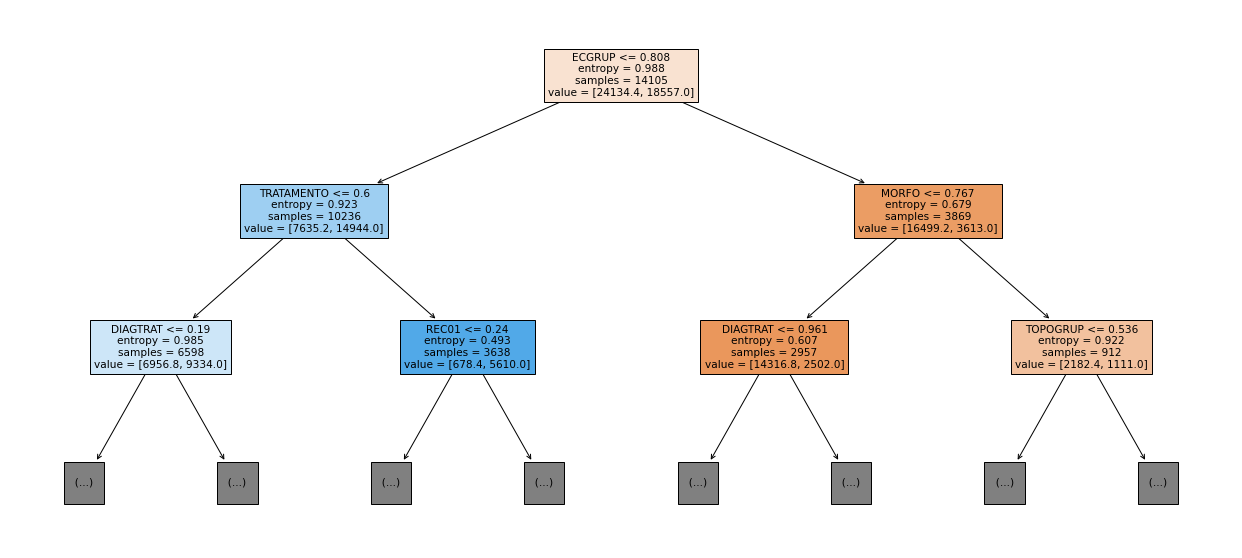 ECGRUP <= 0.808
entropy = 0.988
samples = 14105
value = [24134.4, 18557.0]
TRATAMENTO <= 0.6
entropy = 0.923
samples = 10236
value = [7635.2, 14944.0]
MORFO <= 0.767
entropy = 0.679
samples = 3869
value = [16499.2, 3613.0]
DIAGTRAT <= 0.19
entropy = 0.985
samples = 6598
value = [6956.8, 9334.0]
REC01 <= 0.24
entropy = 0.493
samples = 3638
value = [678.4, 5610.0]
DIAGTRAT <= 0.961
entropy = 0.607
samples = 2957
value = [14316.8, 2502.0]
TOPOGRUP <= 0.536
entropy = 0.922
samples = 912
value = [2182.4, 1111.0]
(...)
(...)
(...)
(...)
(...)
(...)
(...)
(...)